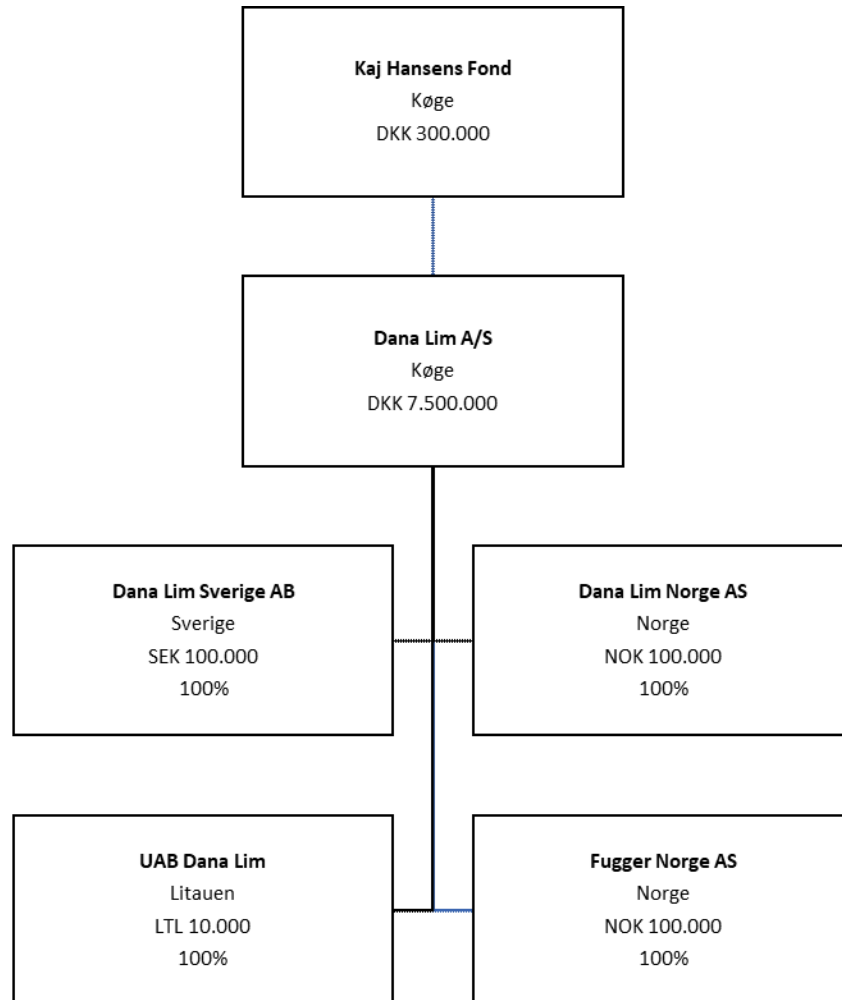 Kaj Hansens Fond
Køge
DKK 300.000
Dana Lim A/S
Køge
DKK 7.500.000
Dana Lim Sverige AB
Sverige
SEK 100.000
100%
Dana Lim Norge AS
Norge
NOK 100.000
100%
UAB Dana Lim
Litauen
LTL 10.000
100%
Fugger Norge AS
Norge
NOK 100.000
100%